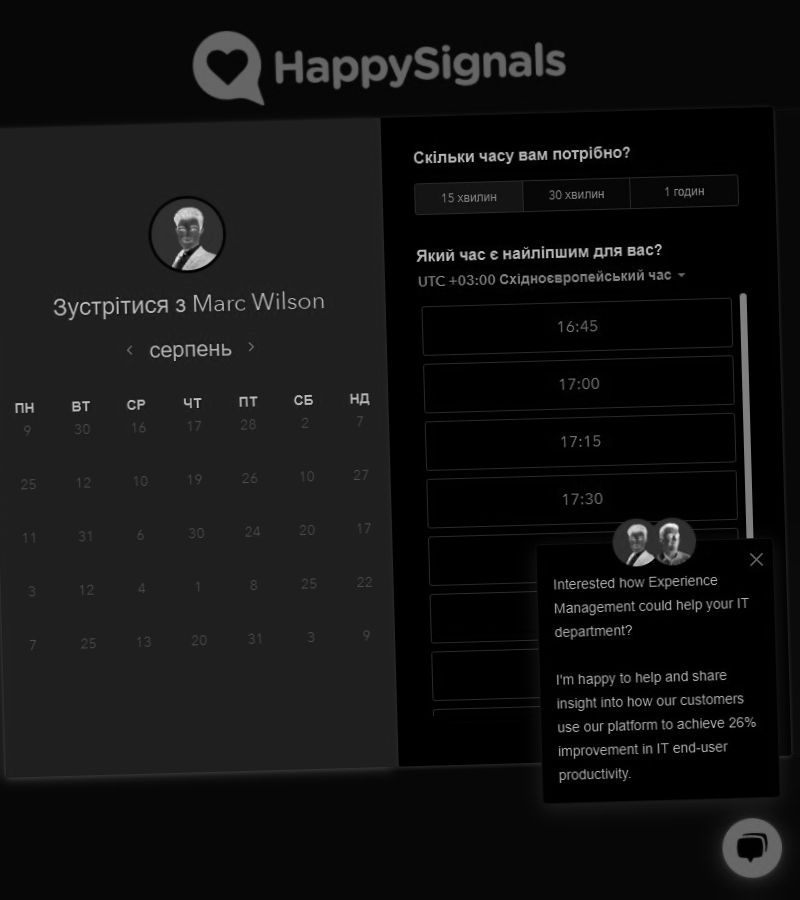 HappySignals
Зустрітися з Marc Wilson
серпень
ПН ВТ СР ЧТ ПТ СБ НД
9 30 16 17 28 2 7
25 12 10 19 26 10 27
11 31 6 30 24 20 17
3 12 4 1 8 25 22
7 25 13 20 31 3 9
Скільки часу вам потрібно?
15 хвилин 30 хвилин 1 годин
Який час є найліпшим для вас?
UTC +03:00 Східноєвропейський час
16:45
17:00
17:15
17:30
Interested how Experience
Management could help your IT
department?
I'm happy to help and share
insight into how our customers
use our platform to achieve 26%
improvement in IT end-user
productivity.